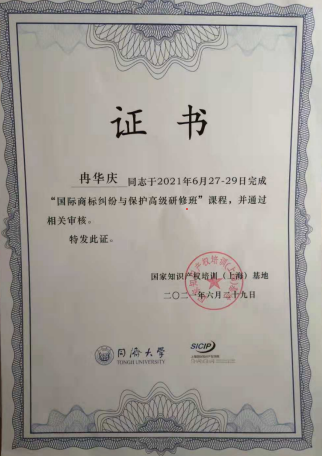 证书
冉华庆 同志于2021年6月27-29日完成
“国际商标纠纷与保护高级研修班”课程，并通过
相关审核。
特发此证。
国家知识产权培训（上海）基地
二〇二一年六月二十九日
同济大学
TONGJI UNIVERSITY
SICIP